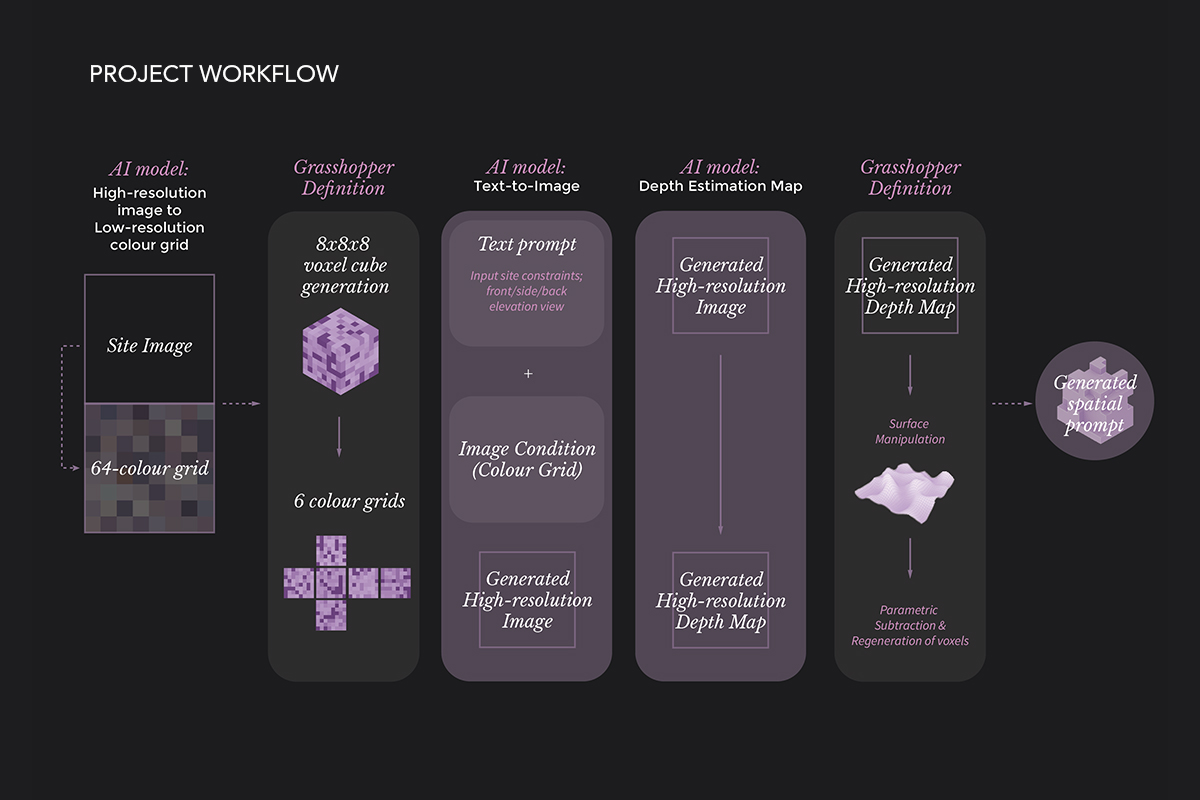 PROJECT WORKFLOW
AI model:
High-resolution
image to
Low-resolution
colour grid
Site Image
64-colour grid
Grasshopper
Definition
8x8x8
voxel cube
generation
6 colour grids
AI model:
Text-to-Image
Text prompt
Input site constraints;
front/side/back
elevation view
+
Image Condition
(Colour Grid)
Generated
High-resolution
Image
AI model:
Depth Estimation Map
Generated
High-resolution
Image
Generated
High-resolution
Depth Map
Grasshopper
Definition
Generated
High-resolution
Depth Map
Surface
Manipulation
Parametric
Subtraction &
Regeneration of voxels
Generated
spatial
prompt